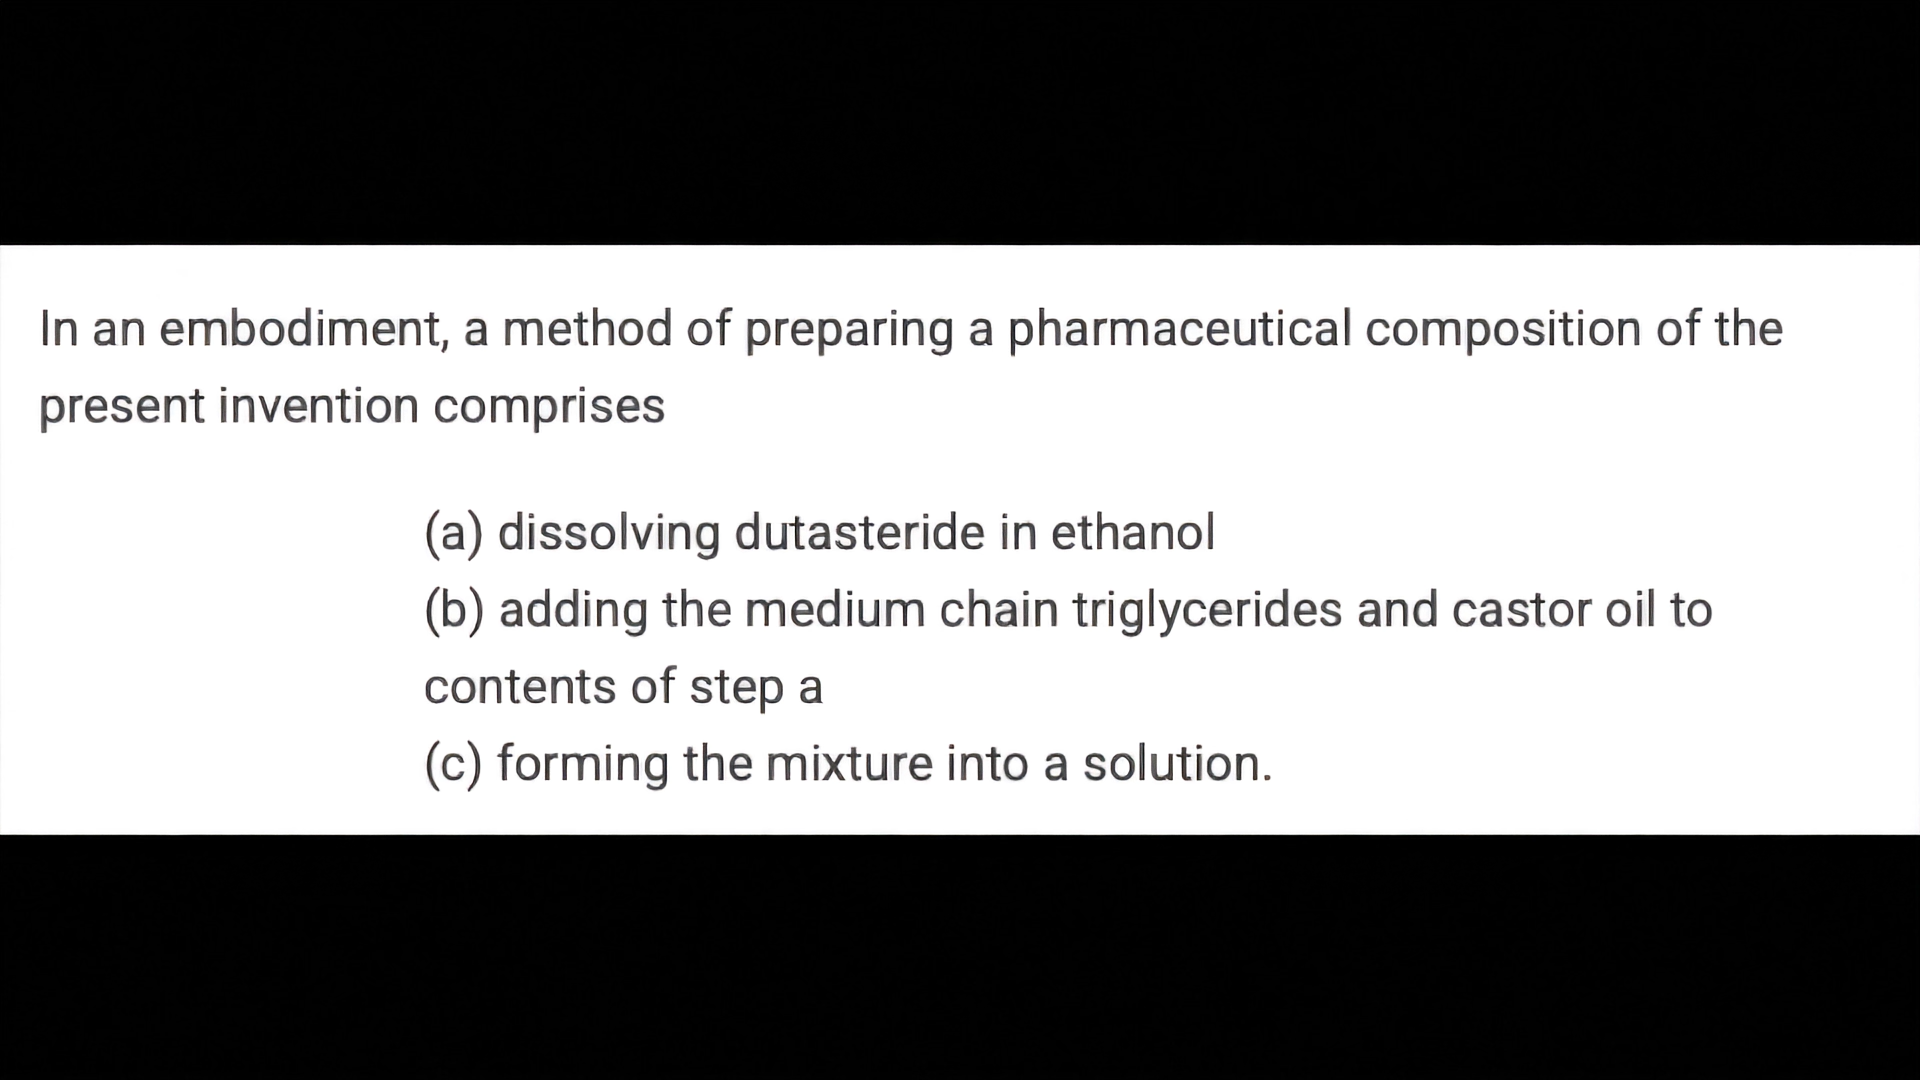 In an embodiment, a method of preparing a pharmaceutical composition of the
present invention comprises
(a) dissolving dutasteride in ethanol
(b) adding the medium chain triglycerides and castor oil to
contents of step a
(c) forming the mixture into a solution.